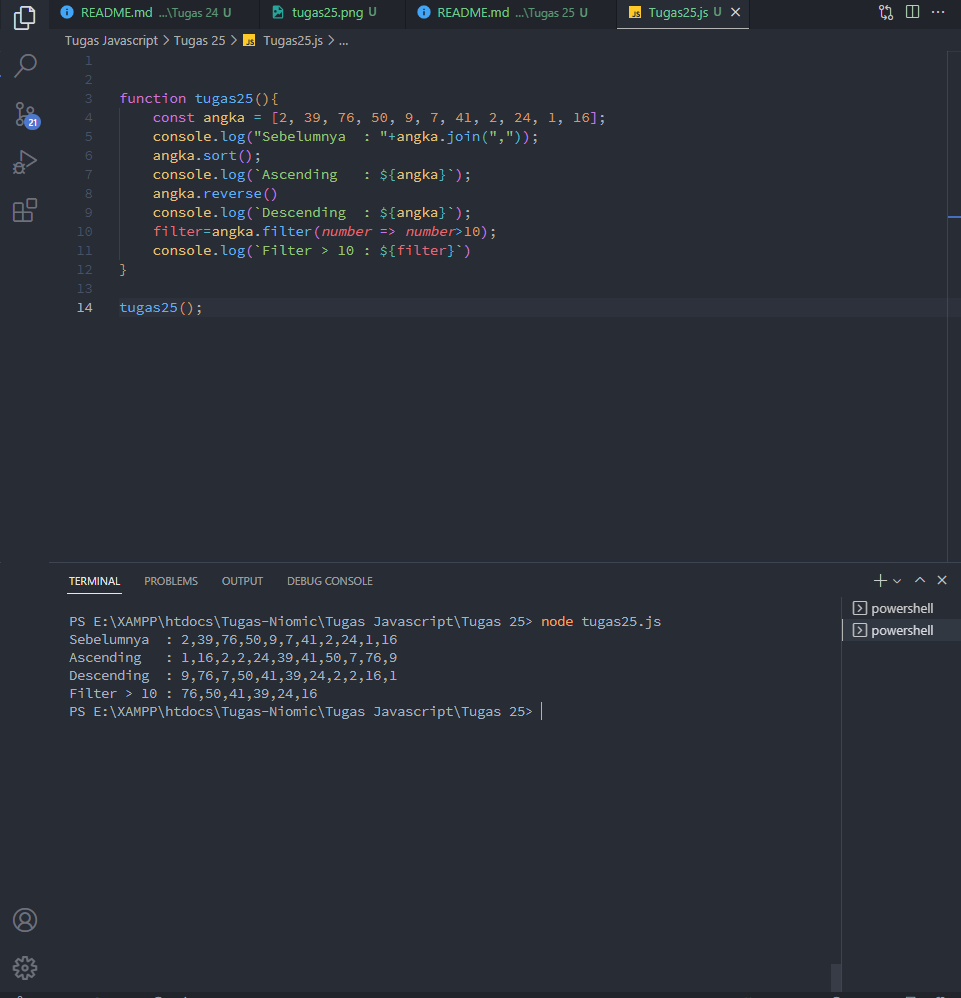 README.md ...\Tugas 24 U tugas25.png U README.md ...\Tugas 25 U JS Tugas25.js U
Tugas Javascript > Tugas 25 > JS Tugas25.js > ...
21
1
2
3 function tugas25(){
4 const angka = [2, 39, 76, 50, 9, 7, 41, 2, 24, 1, 16];
5 console.log("Sebelumnya  : "+angka.join(","));
6 angka.sort();
7 console.log(`Ascending   : ${angka}`);
8 angka.reverse()
9 console.log(`Descending  : ${angka}`);
10 filter=angka.filter(number => number>10);
11 console.log(`Filter > 10 : ${filter}`)
12 }
13
14 tugas25();
TERMINAL PROBLEMS OUTPUT DEBUG CONSOLE
powershell
powershell
PS E:\XAMPP\htdocs\Tugas-Niomic\Tugas Javascript\Tugas 25> node tugas25.js
Sebelumnya  : 2,39,76,50,9,7,41,2,24,1,16
Ascending   : 1,16,2,2,24,39,41,50,7,76,9
Descending  : 9,76,7,50,41,39,24,2,2,16,1
Filter > 10 : 76,50,41,39,24,16
PS E:\XAMPP\htdocs\Tugas-Niomic\Tugas Javascript\Tugas 25>